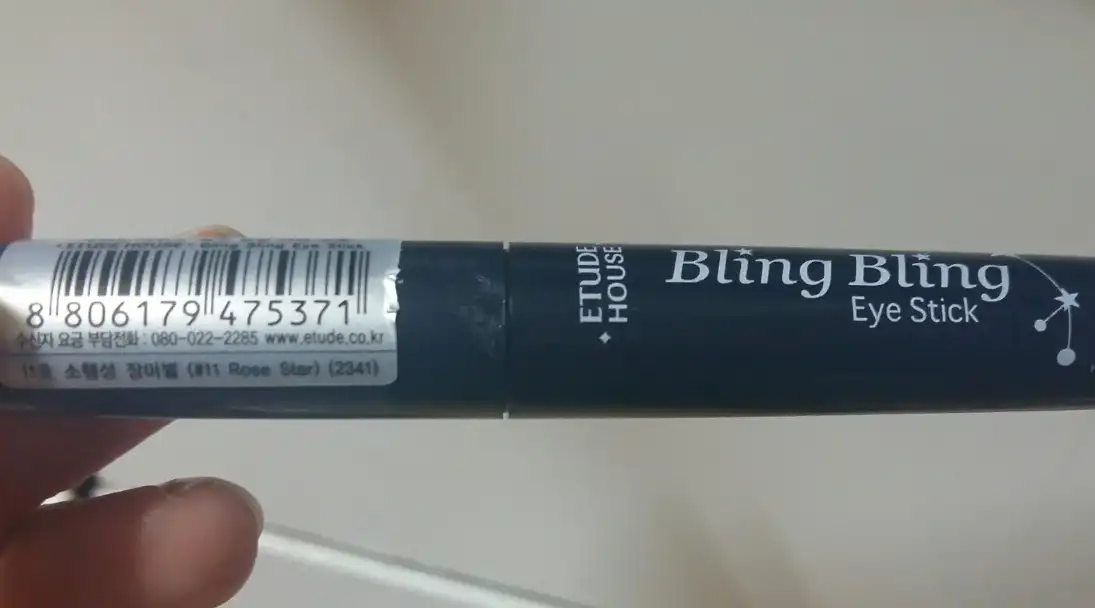 ETUDE HOUSE Bling Bling Eye Stick
8 806179 475371
수신자 요금 부담전화 : 080-022-2285 www.etude.co.kr
11호 소행성 장미별 (#11 Rose Star) (2341)
ETUDE
HOUSE
Bling Bling
Eye Stick